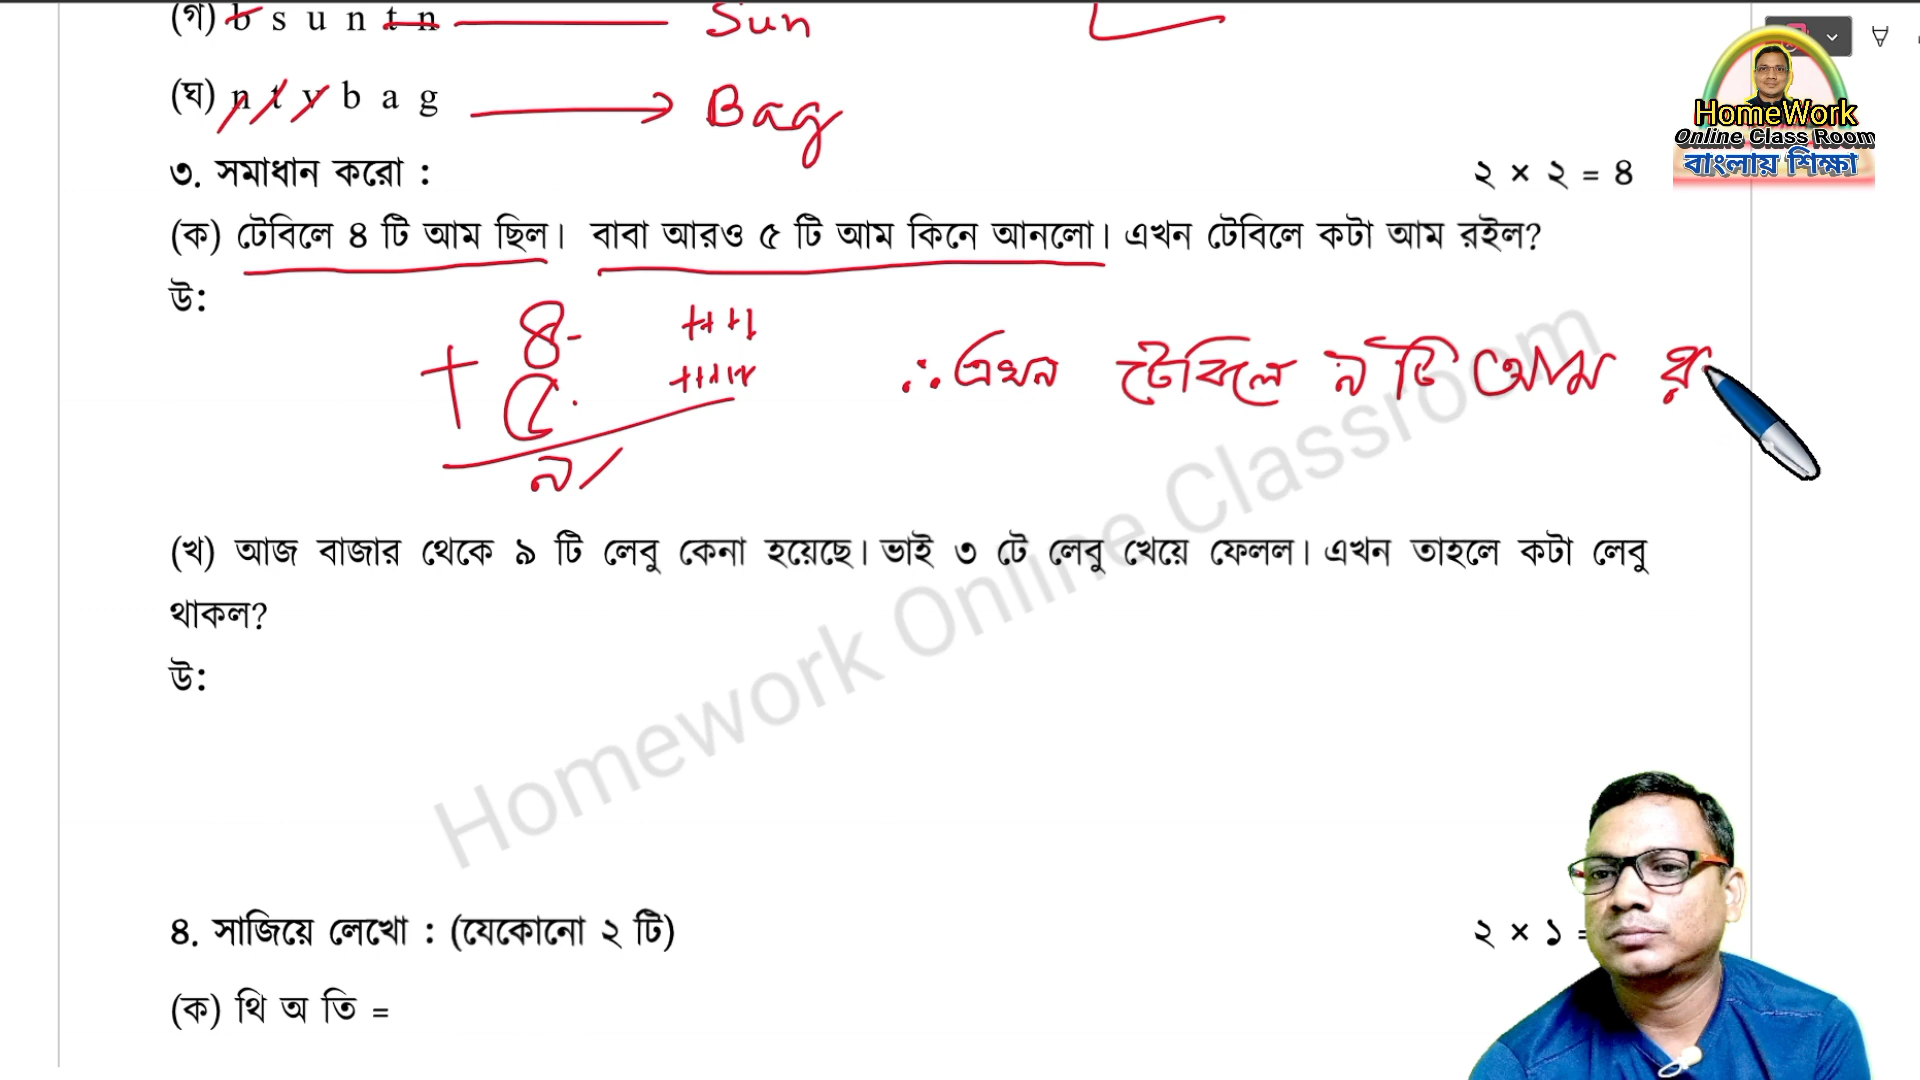 (গ) b s u n t n Sun
(ঘ) n t y b a g Bag
HomeWork
Online Class Room
বাংলায় শিক্ষা
৩. সমাধান করো : ২ × ২ = ৪
(ক) টেবিলে ৪ টি আম ছিল। বাবা আরও ৫ টি আম কিনে আনলো। এখন টেবিলে কটা আম রইল?
উ:
৪
+ ৫
৯
∴ এখন টেবিলে ৯ টি আম র
(খ) আজ বাজার থেকে ৯ টি লেবু কেনা হয়েছে। ভাই ৩ টে লেবু খেয়ে ফেলল। এখন তাহলে কটা লেবু
থাকল?
উ:
Homework Online Classroom
৪. সাজিয়ে লেখো : (যেকোনো ২ টি) ২ × ১ =
(ক) থি অ তি =